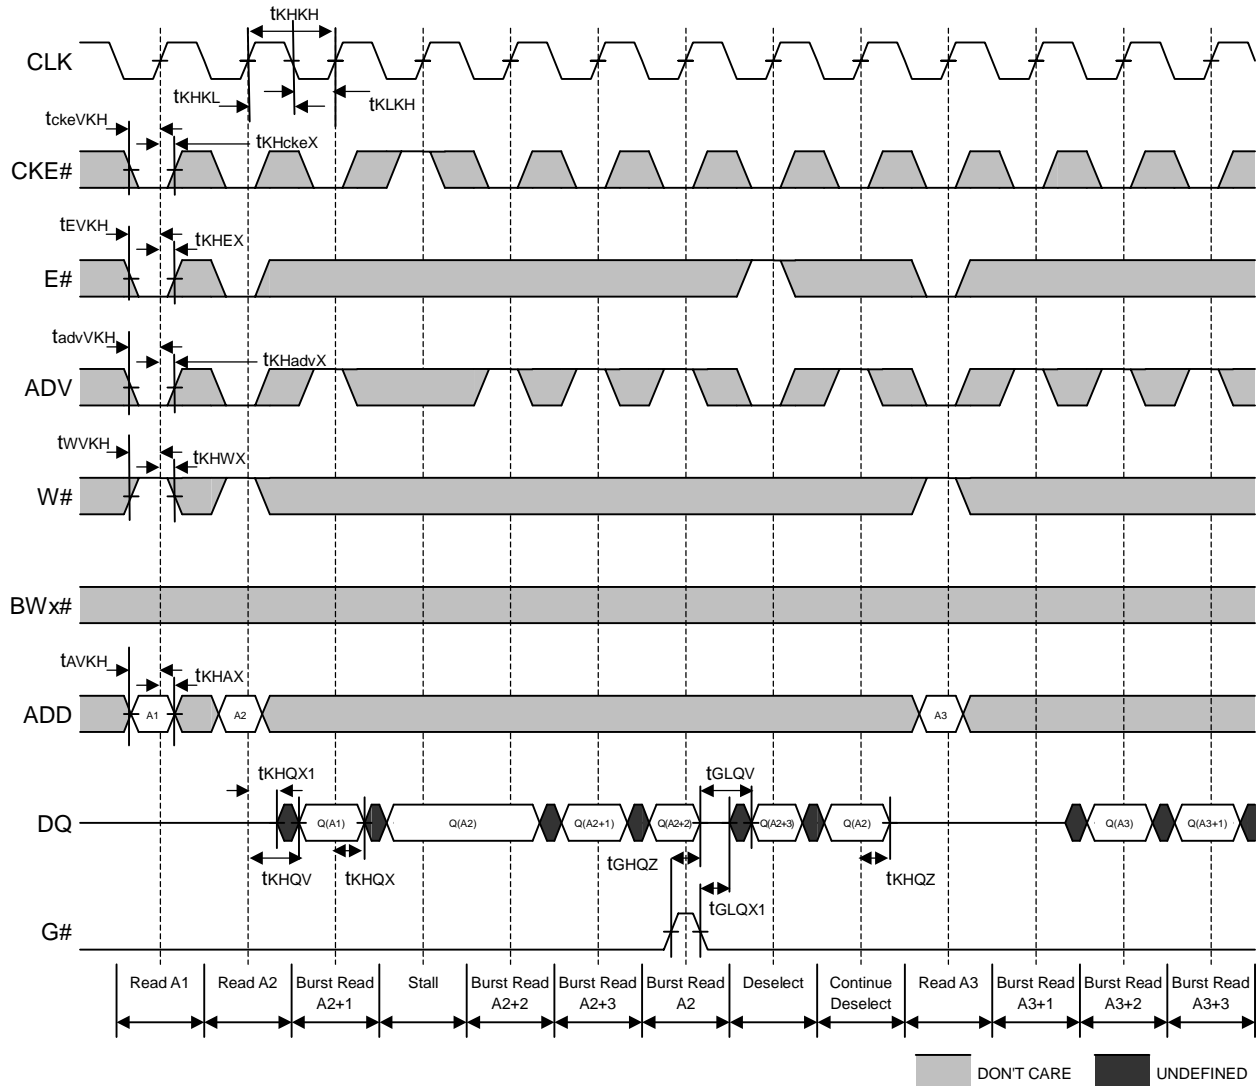 tKHKH
CLK
tKHKL
tKLKH
tckeVKH
tKHckeX
CKE#
tEVKH
tKHEX
E#
tadvVKH
tKHadvX
ADV
tWVKH
tKHWX
W#
BWx#
tAVKH
tKHAX
ADD
A1
A2
A3
tKHQX1
tGLQV
DQ
Q(A1)
Q(A2)
Q(A2+1)
Q(A2+2)
Q(A2+3)
Q(A2)
Q(A3)
Q(A3+1)
tGHQZ
tKHQV
tKHQX
tKHQZ
tGLQX1
G#
Read A1
Read A2
Burst Read
A2+1
Stall
Burst Read
A2+2
Burst Read
A2+3
Burst Read
A2
Deselect
Continue
Deselect
Read A3
Burst Read
A3+1
Burst Read
A3+2
Burst Read
A3+3
DON'T CARE
UNDEFINED